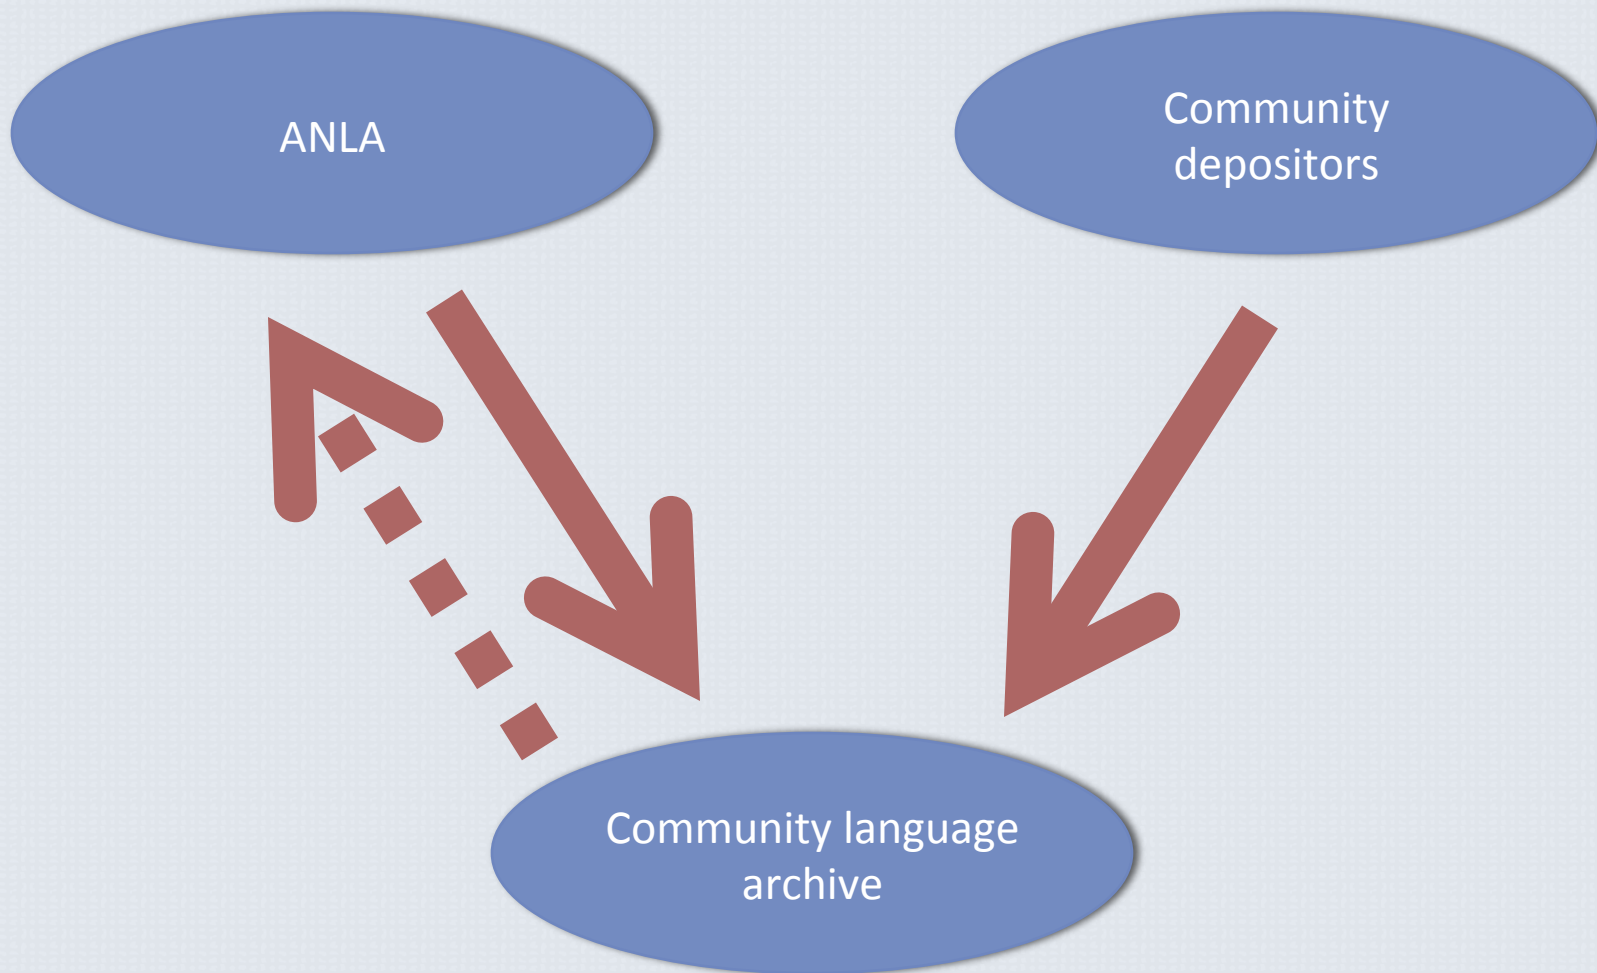 ANLA
Community
depositors
Community language
archive